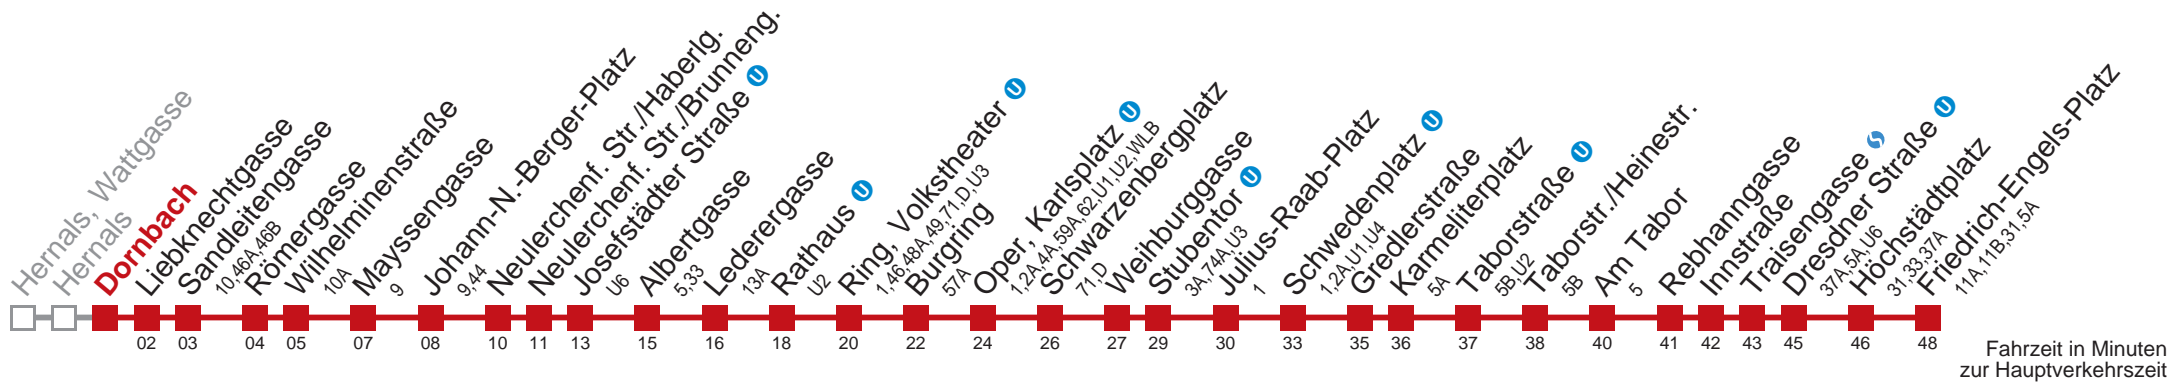 Hernals, Wattgasse
Hernals
Dornbach
Liebknechtgasse
Sandleitengasse
10,46A,46B
Römergasse
Wilhelminenstraße
10A
Mayssengasse
9
Johann-N.-Berger-Platz
9,44
Neulerchenf. Str./Haberlg.
Neulerchenf. Str./Brunneng.
Josefstädter Straße U
U6
Albertgasse
5,33
Lederergasse
13A
Rathaus U
U2
Ring, Volkstheater U
1,46,48A,49,71,D,U3
Burgring
57A
Oper, Karlsplatz U
1,2A,4A,59A,62,U1,U2,WLB
Schwarzenbergplatz
71,D
Weihburggasse
Stubentor U
3A,74A,U3
Julius-Raab-Platz
1
Schwedenplatz U
1,2A,U1,U4
Gredlerstraße
Karmeliterplatz
5A
Taborstraße U
5B,U2
Taborstr./Heinestr.
5B
Am Tabor
5
Rebhanngasse
Innstraße
Traisengasse
Dresdner Straße U
37A,5A,U6
Höchstädtplatz
31,33,37A
Friedrich-Engels-Platz
11A,11B,31,5A
02 03 04 05 07 08 10 11 13 15 16 18 20 22 24 26 27 29 30 33 35 36 37 38 40 41 42 43 45 46 48
Fahrzeit in Minuten
zur Hauptverkehrszeit